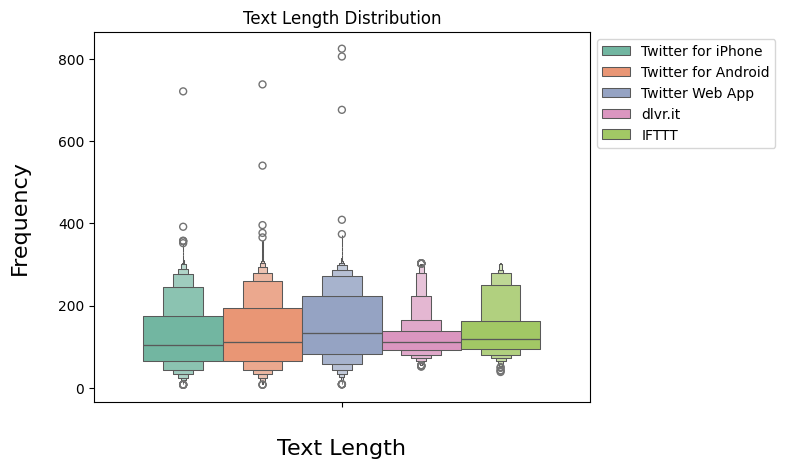 Text Length Distribution
Twitter for iPhone
Twitter for Android
Twitter Web App
dlvr.it
IFTTT
Frequency
800
600
400
200
0
Text Length